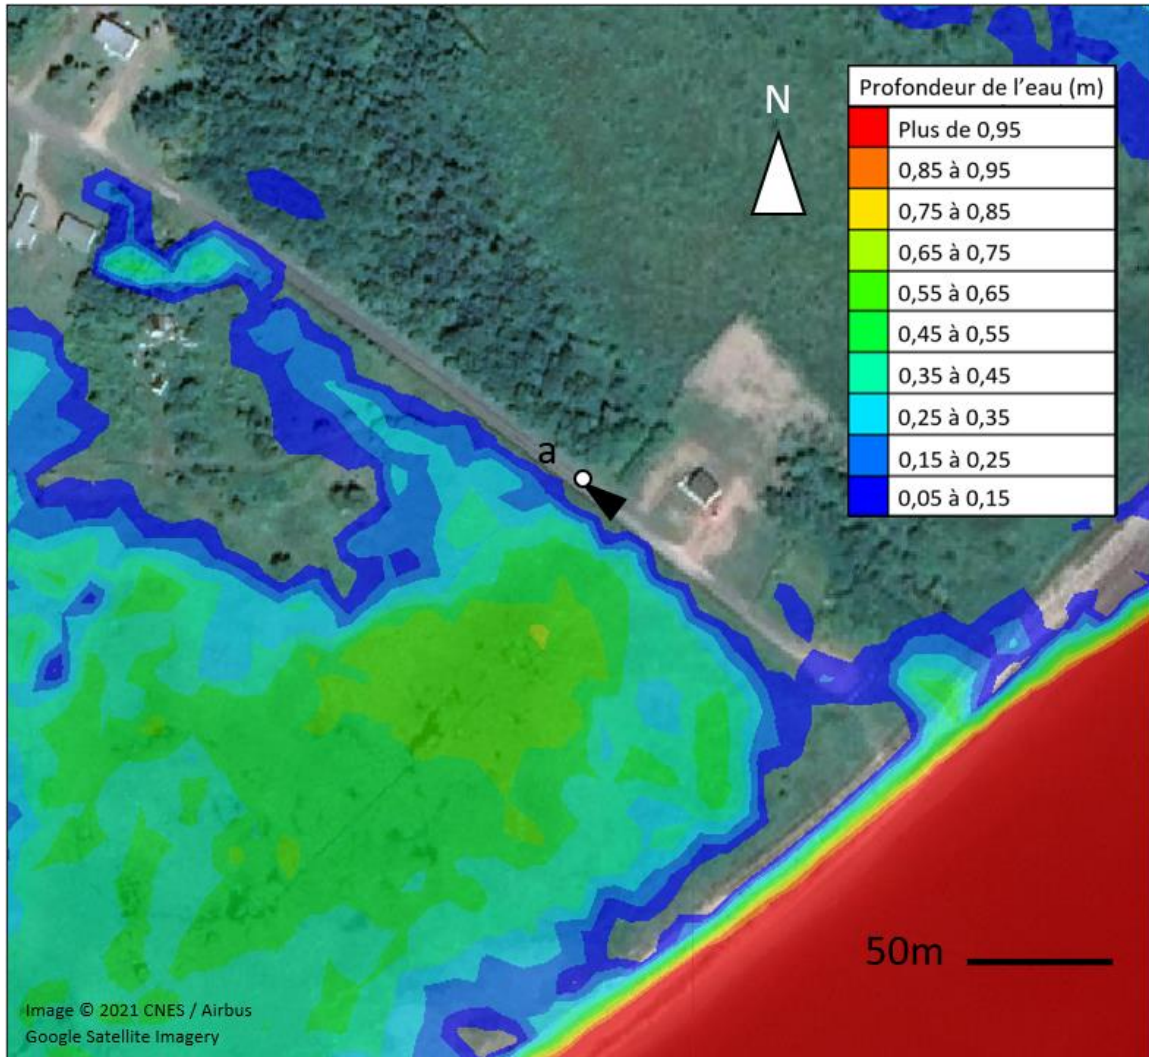 N
Profondeur de l'eau (m)
Plus de 0,95
0,85 à 0,95
0,75 à 0,85
0,65 à 0,75
0,55 à 0,65
0,45 à 0,55
0,35 à 0,45
0,25 à 0,35
0,15 à 0,25
0,05 à 0,15
a
50m
Image © 2021 CNES / Airbus
Google Satellite Imagery